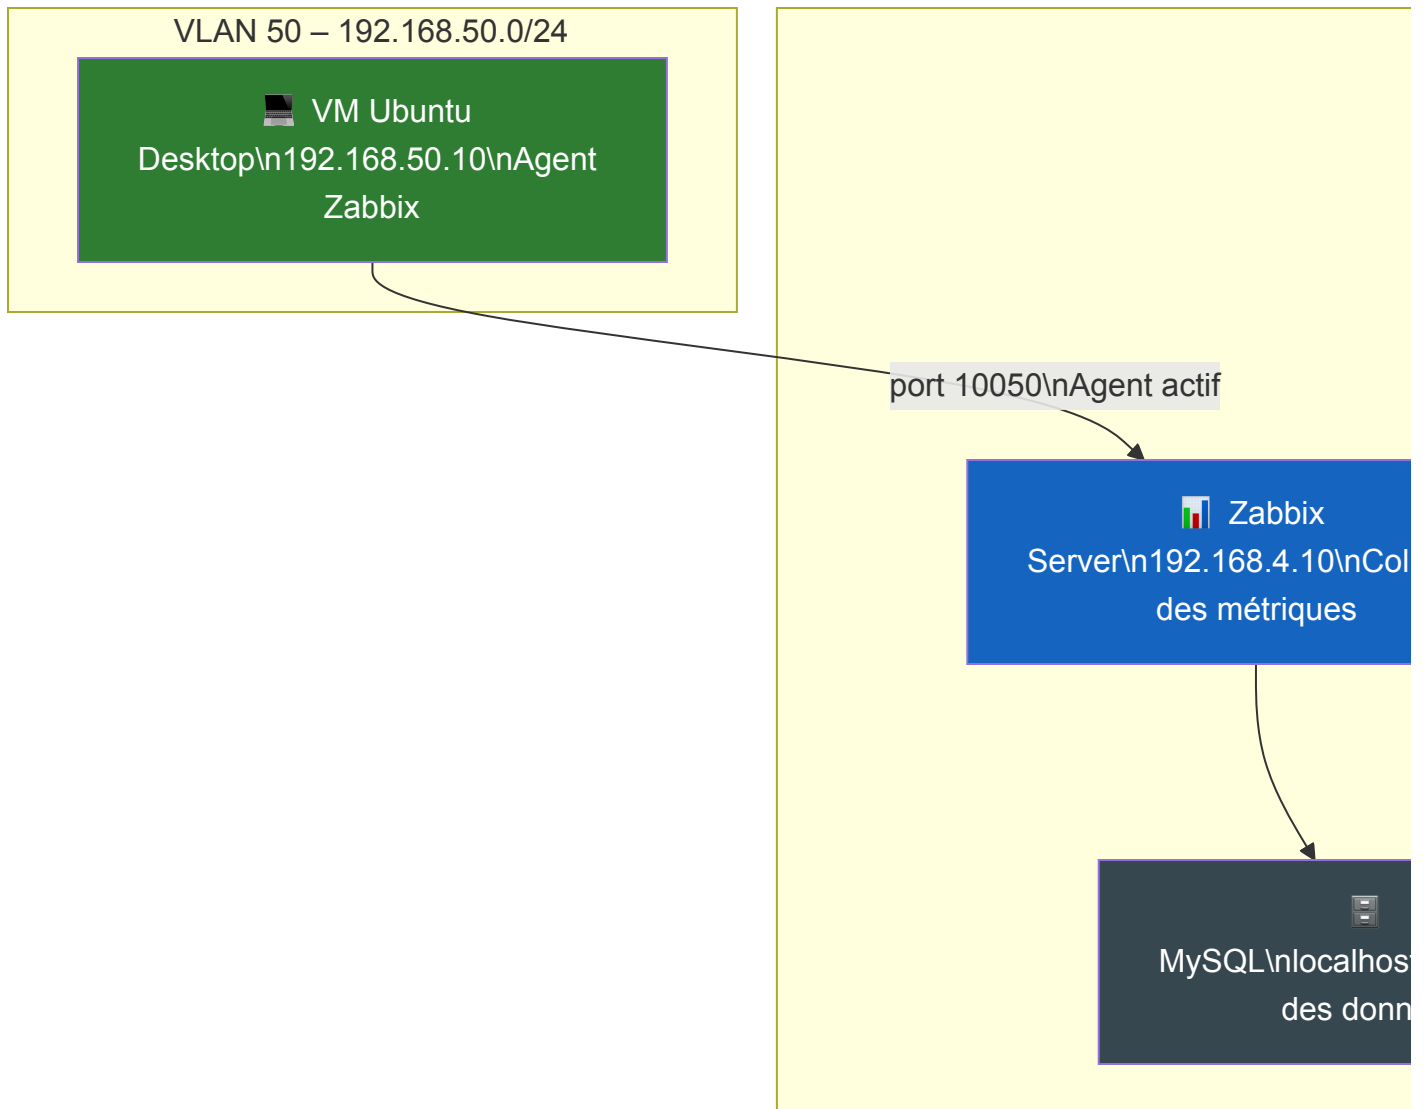 VLAN 50 – 192.168.50.0/24
VM Ubuntu
Desktop\n192.168.50.10\nAgent
Zabbix
port 10050\nAgent actif
Zabbix
Server\n192.168.4.10\nCol
des métriques
MySQL\nlocalhos
des donn